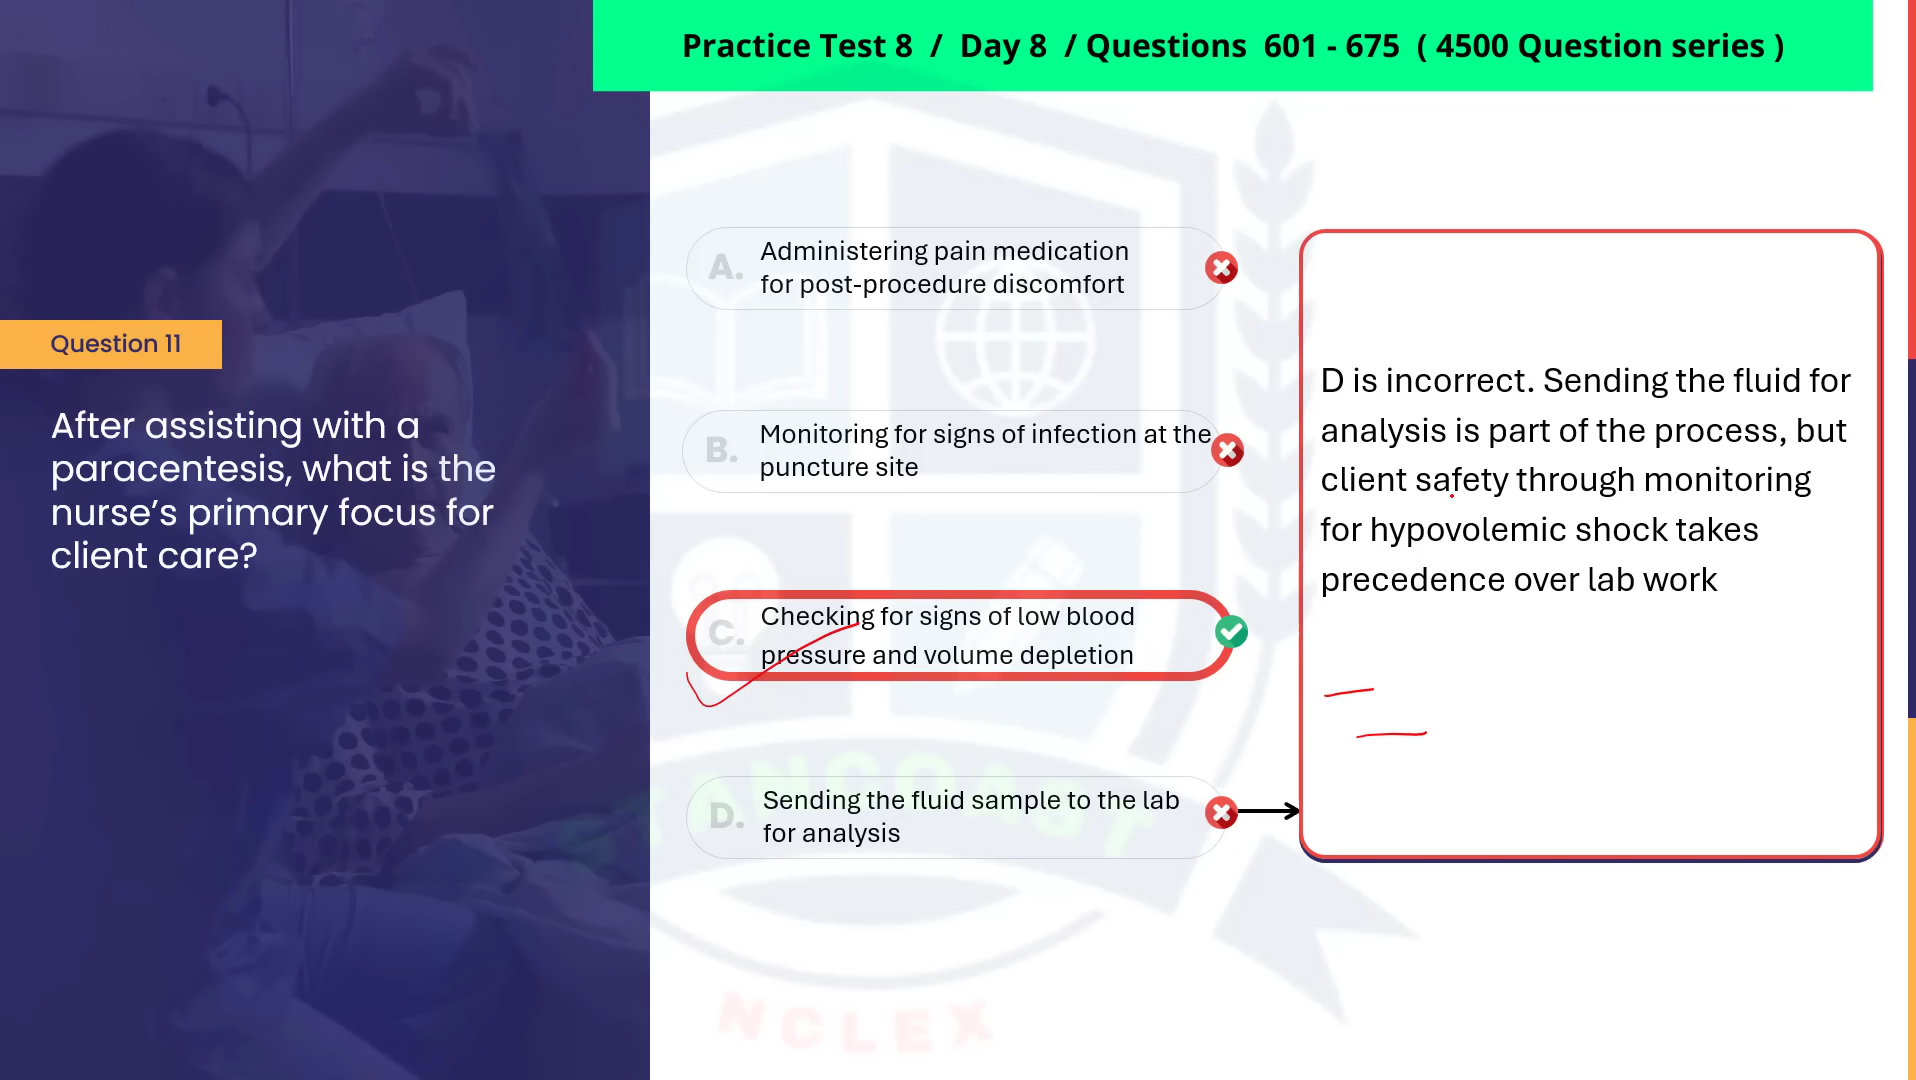 Practice Test 8 / Day 8 / Questions 601 - 675 ( 4500 Question series )
Question 11
After assisting with a
paracentesis, what is the
nurse’s primary focus for
client care?
A. Administering pain medication
for post-procedure discomfort
B. Monitoring for signs of infection at the
puncture site
C. Checking for signs of low blood
pressure and volume depletion
D. Sending the fluid sample to the lab
for analysis
D is incorrect. Sending the fluid for
analysis is part of the process, but
client safety through monitoring
for hypovolemic shock takes
precedence over lab work
NCLEX